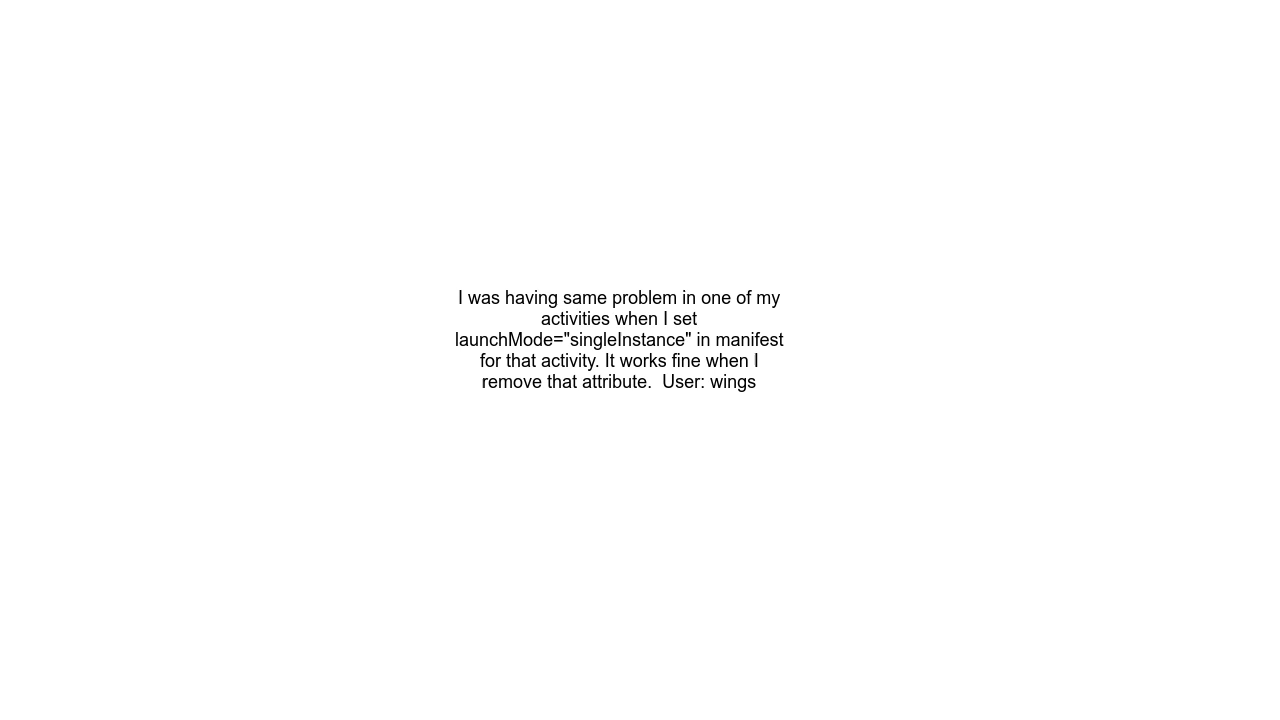 I was having same problem in one of my
activities when I set
launchMode="singleInstance" in manifest
for that activity. It works fine when I
remove that attribute.  User: wings